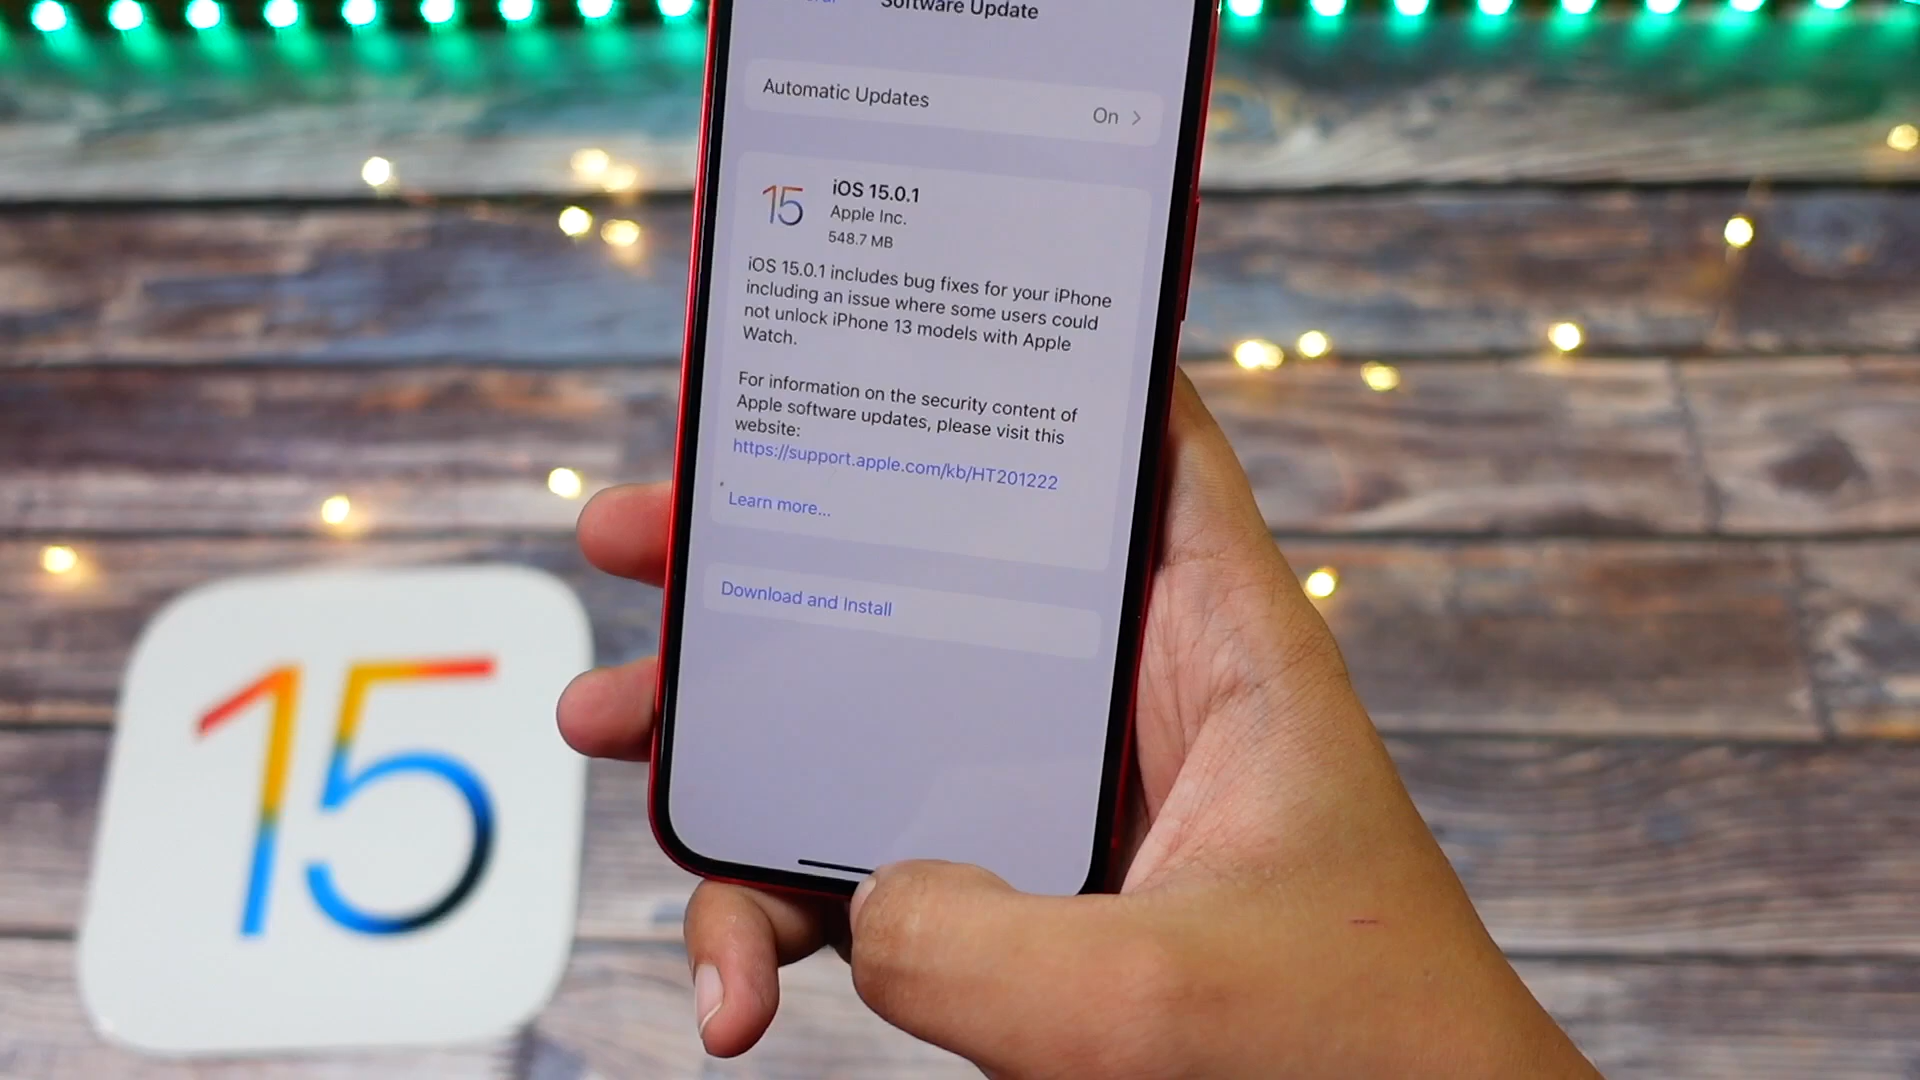 Software Update
Automatic Updates
On
15
iOS 15.0.1
Apple Inc.
548.7 MB
iOS 15.0.1 includes bug fixes for your iPhone
including an issue where some users could
not unlock iPhone 13 models with Apple
Watch.
For information on the security content of
Apple software updates, please visit this
website:
https://support.apple.com/kb/HT201222
Learn more...
Download and Install
15